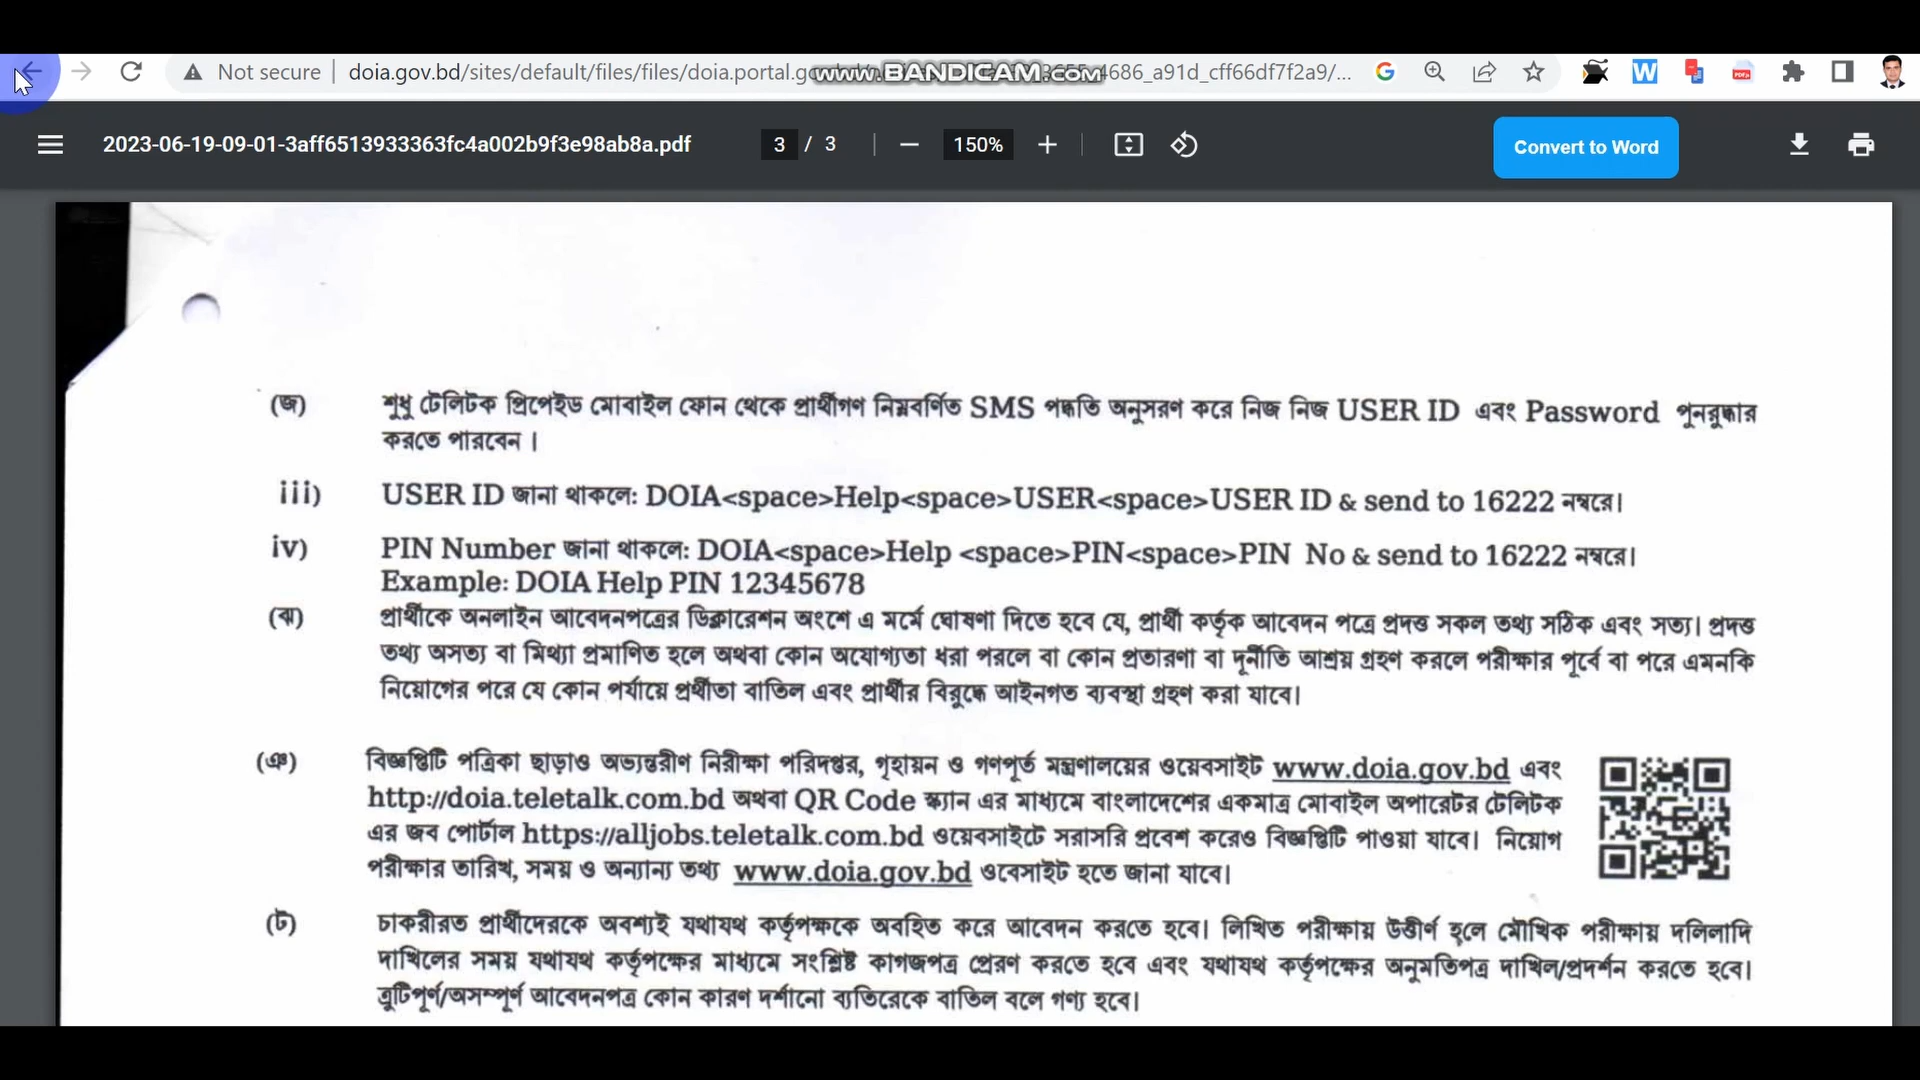 Not secure
doia.gov.bd/sites/default/files/files/doia.portal.go 4686_a91d_cff66df7f2a9/...
www.BANDICAM.com
2023-06-19-09-01-3aff6513933363fc4a002b9f3e98ab8a.pdf
3 / 3
150%
Convert to Word
(জ) শুধু টেলিটক প্রিপেইড মোবাইল ফোন থেকে প্রার্থীগণ নিম্নবর্ণিত SMS পদ্ধতি অনুসরণ করে নিজ নিজ USER ID এবং Password পুনরুদ্ধার
করতে পারবেন।
iii) USER ID জানা থাকলে: DOIA<space>Help<space>USER<space>USER ID & send to 16222 নম্বরে।
iv) PIN Number জানা থাকলে: DOIA<space>Help <space>PIN<space>PIN No & send to 16222 নম্বরে।
Example: DOIA Help PIN 12345678
(ঝ) প্রার্থীকে অনলাইন আবেদনপত্রের ডিক্লারেশন অংশে এ মর্মে ঘোষণা দিতে হবে যে, প্রার্থী কর্তৃক আবেদন পত্রে প্রদত্ত সকল তথ্য সঠিক এবং সত্য। প্রদত্ত
তথ্য অসত্য বা মিথ্যা প্রমাণিত হলে অথবা কোন অযোগ্যতা ধরা পরলে বা কোন প্রতারণা বা দুর্নীতি আশ্রয় গ্রহণ করলে পরীক্ষার পূর্বে বা পরে এমনকি
নিয়োগের পরে যে কোন পর্যায়ে প্রার্থীতা বাতিল এবং প্রার্থীর বিরুদ্ধে আইনগত ব্যবস্থা গ্রহণ করা যাবে।
(ঞ) বিজ্ঞপ্তিটি পত্রিকা ছাড়াও অভ্যন্তরীণ নিরীক্ষা পরিদপ্তর, গৃহায়ন ও গণপূর্ত মন্ত্রণালয়ের ওয়েবসাইট www.doia.gov.bd এবং
http://doia.teletalk.com.bd অথবা QR Code স্ক্যান এর মাধ্যমে বাংলাদেশের একমাত্র মোবাইল অপারেটর টেলিটক
এর জব পোর্টাল https://alljobs.teletalk.com.bd ওয়েবসাইটে সরাসরি প্রবেশ করেও বিজ্ঞপ্তিটি পাওয়া যাবে। নিয়োগ
পরীক্ষার তারিখ, সময় ও অন্যান্য তথ্য www.doia.gov.bd ওবেসাইট হতে জানা যাবে।
(ট) চাকরীরত প্রার্থীদেরকে অবশ্যই যথাযথ কর্তৃপক্ষকে অবহিত করে আবেদন করতে হবে। লিখিত পরীক্ষায় উত্তীর্ণ হলে মৌখিক পরীক্ষায় দলিলাদি
দাখিলের সময় যথাযথ কর্তৃপক্ষের মাধ্যমে সংশ্লিষ্ট কাগজপত্র প্রেরণ করতে হবে এবং যথাযথ কর্তৃপক্ষের অনুমতিপত্র দাখিল/প্রদর্শন করতে হবে।
ত্রুটিপূর্ণ/অসম্পূর্ণ আবেদনপত্র কোন কারণ দর্শানো ব্যতিরেকে বাতিল বলে গণ্য হবে।